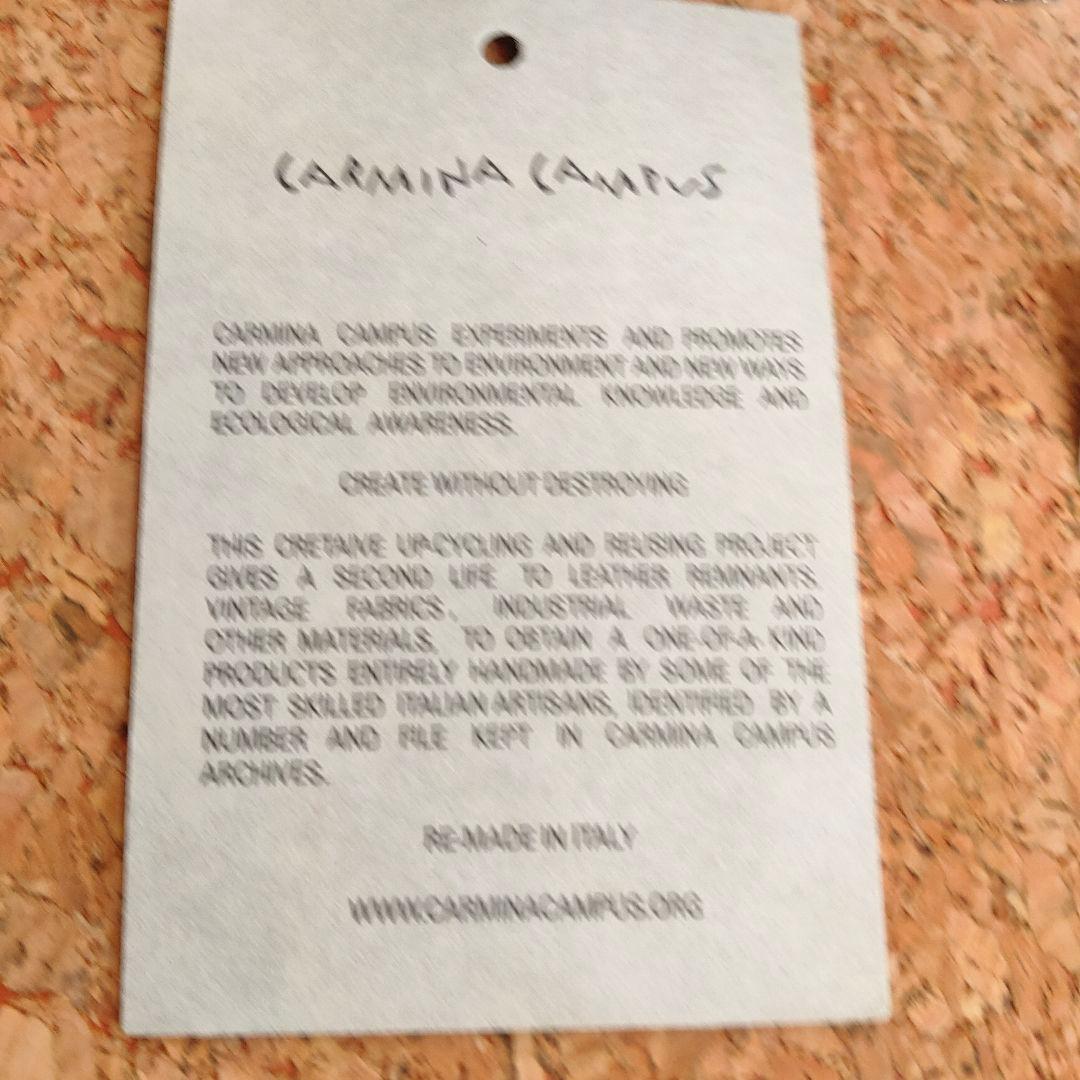 CARMINA CAMPUS
CARMINA CAMPUS EXPERIMENTS AND PROMOTES
NEW APPROACHES TO ENVIRONMENT AND NEW WAYS
TO DEVELOP ENVIRONMENTAL KNOWLEDGE AND
ECOLOGICAL AWARENESS.
CREATE WITHOUT DESTROYING
THIS CRETAIVE UP-CYCLING AND REUSING PROJECT
GIVES A SECOND LIFE TO LEATHER REMNANTS,
VINTAGE FABRICS, INDUSTRIAL WASTE AND
OTHER MATERIALS, TO OBTAIN A ONE-OF-A-KIND
PRODUCTS ENTIRELY HANDMADE BY SOME OF THE
MOST SKILLED ITALIAN ARTISANS, IDENTIFIED BY A
NUMBER AND FILE KEPT IN CARMINA CAMPUS
ARCHIVES.
RE-MADE IN ITALY
WWW.CARMINACAMPUS.ORG